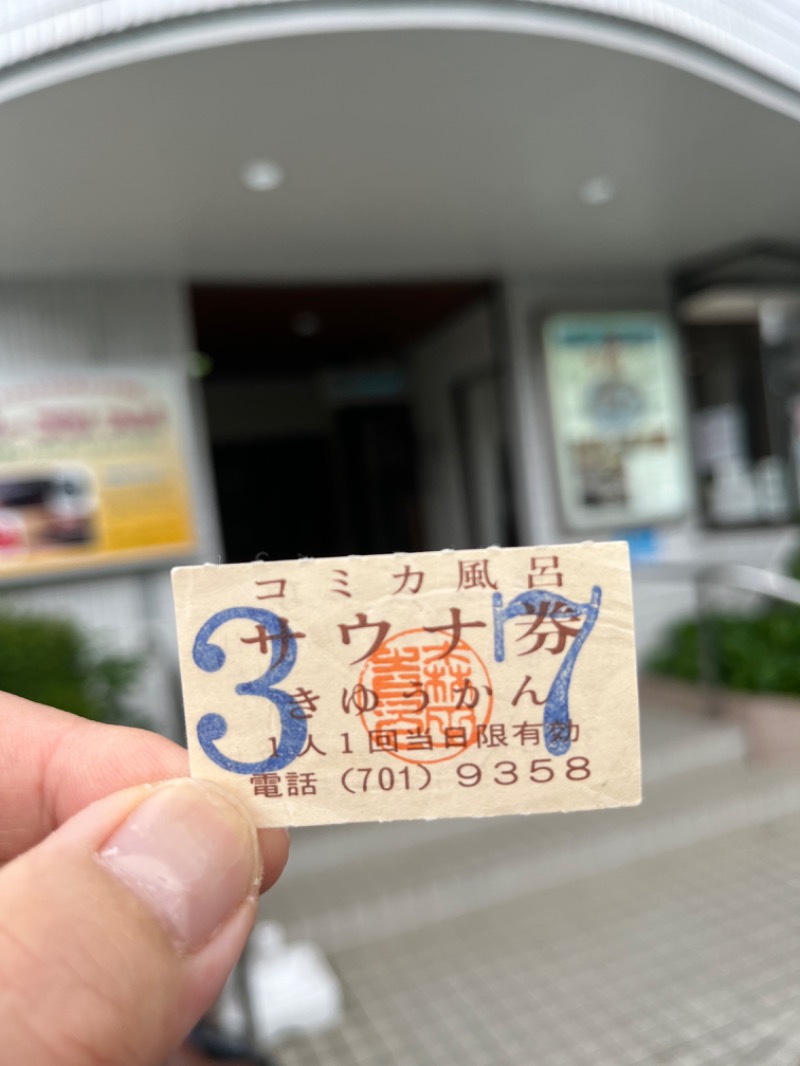 コミカ風呂
サウナ券
きゆうかん
1人1回当日限有効
電話(701)9358
3 7